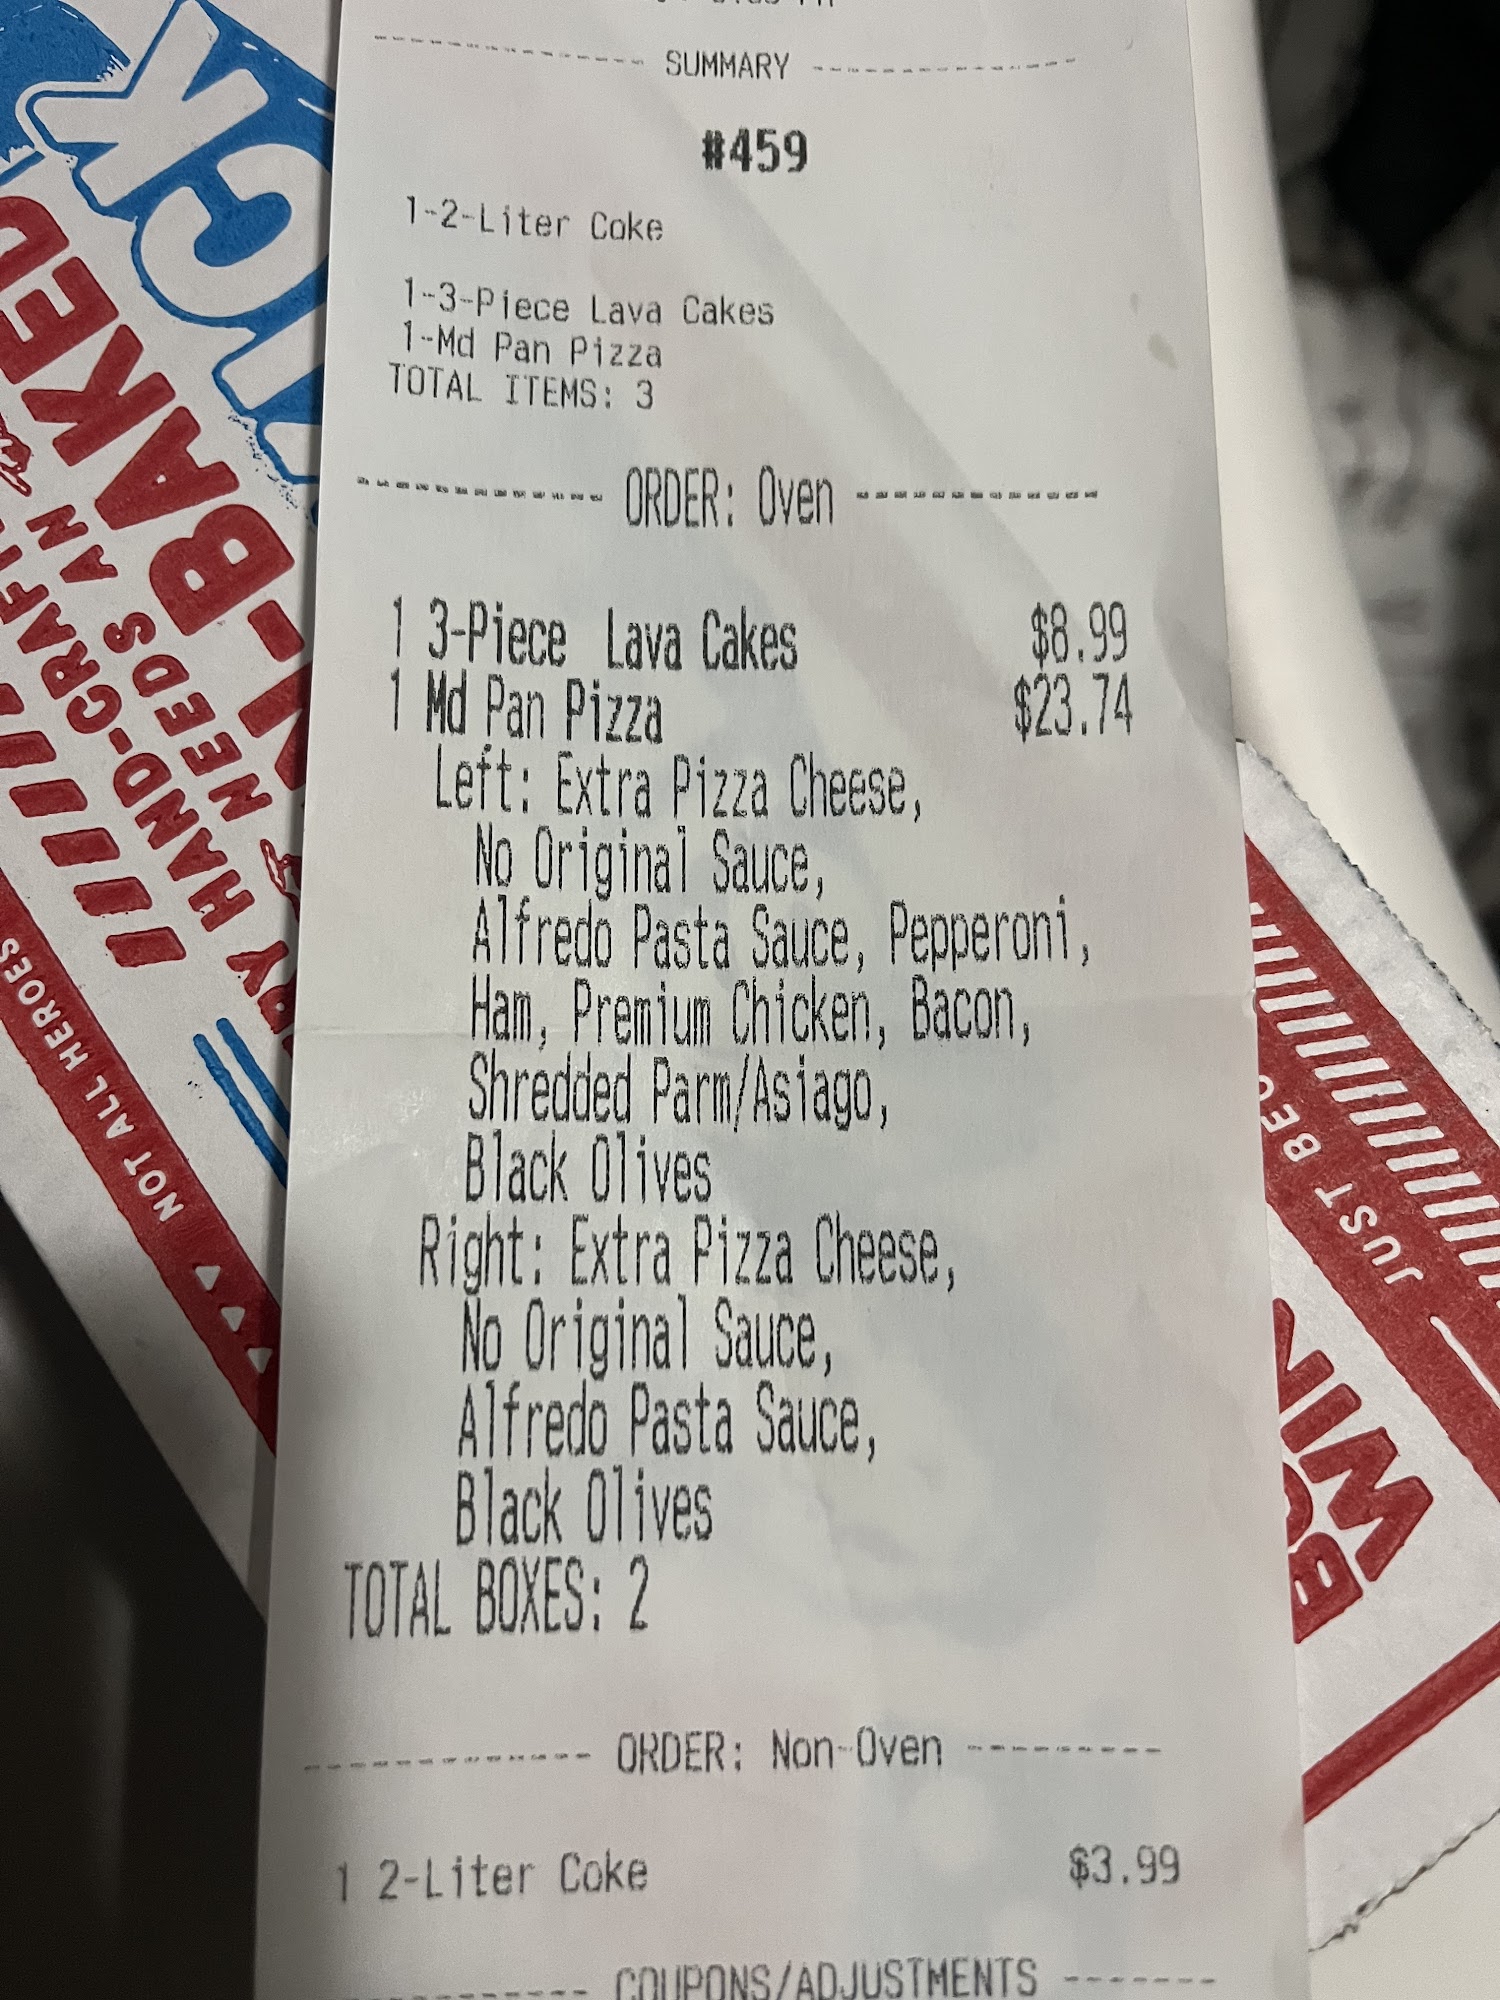 SUMMARY
#459
1-2-Liter Coke
1-3-Piece Lava Cakes
1-Md Pan Pizza
TOTAL ITEMS: 3
ORDER: Oven
1 3-Piece Lava Cakes $8.99
1 Md Pan Pizza $23.74
Left: Extra Pizza Cheese,
No Original Sauce,
Alfredo Pasta Sauce, Pepperoni,
Ham, Premium Chicken, Bacon,
Shredded Parm/Asiago,
Black Olives
Right: Extra Pizza Cheese,
No Original Sauce,
Alfredo Pasta Sauce,
Black Olives
TOTAL BOXES: 2
ORDER: Non-Oven
1 2-Liter Coke $3.99
COUPONS/ADJUSTMENTS
BAKED
NEEDS AN
BY HAND
NOT ALL HEROES
JUST